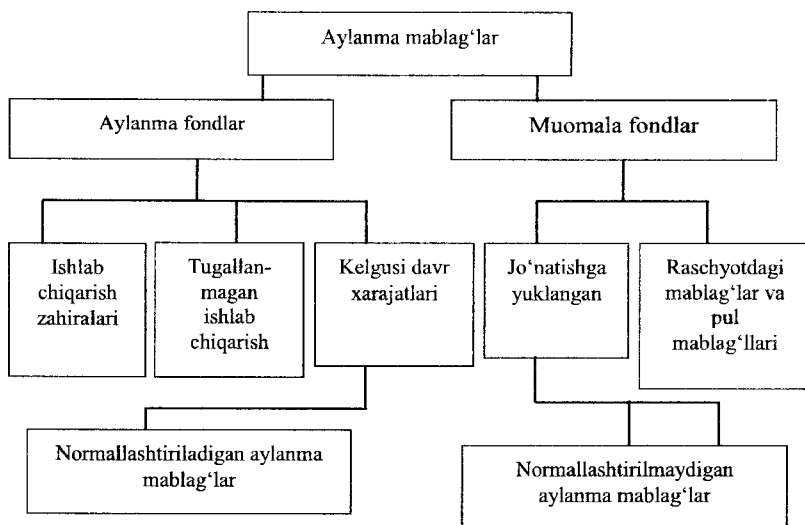 Aylanma mablag‘lar
Aylanma fondlar
Muomala fondlar
Ishlab
chiqarish
zahiralari
Tugallan-
magan
ishlab
chiqarish
Kelgusi davr
xarajatlari
Jo‘natishga
yuklangan
Raschyotdagi
mablag‘lar va
pul
mablag‘llari
Normallashtiriladigan aylanma
mablag‘lar
Normallashtirilmaydigan
aylanma mablag‘lar